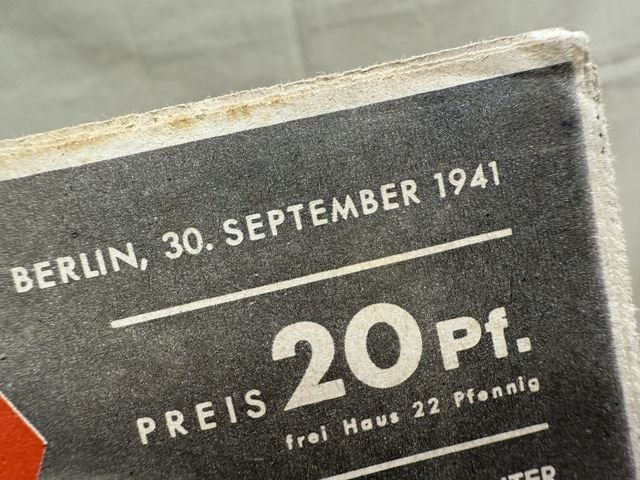 BERLIN, 30. SEPTEMBER 1941
PREIS 20 Pf.
frei Haus 22 Pfennig